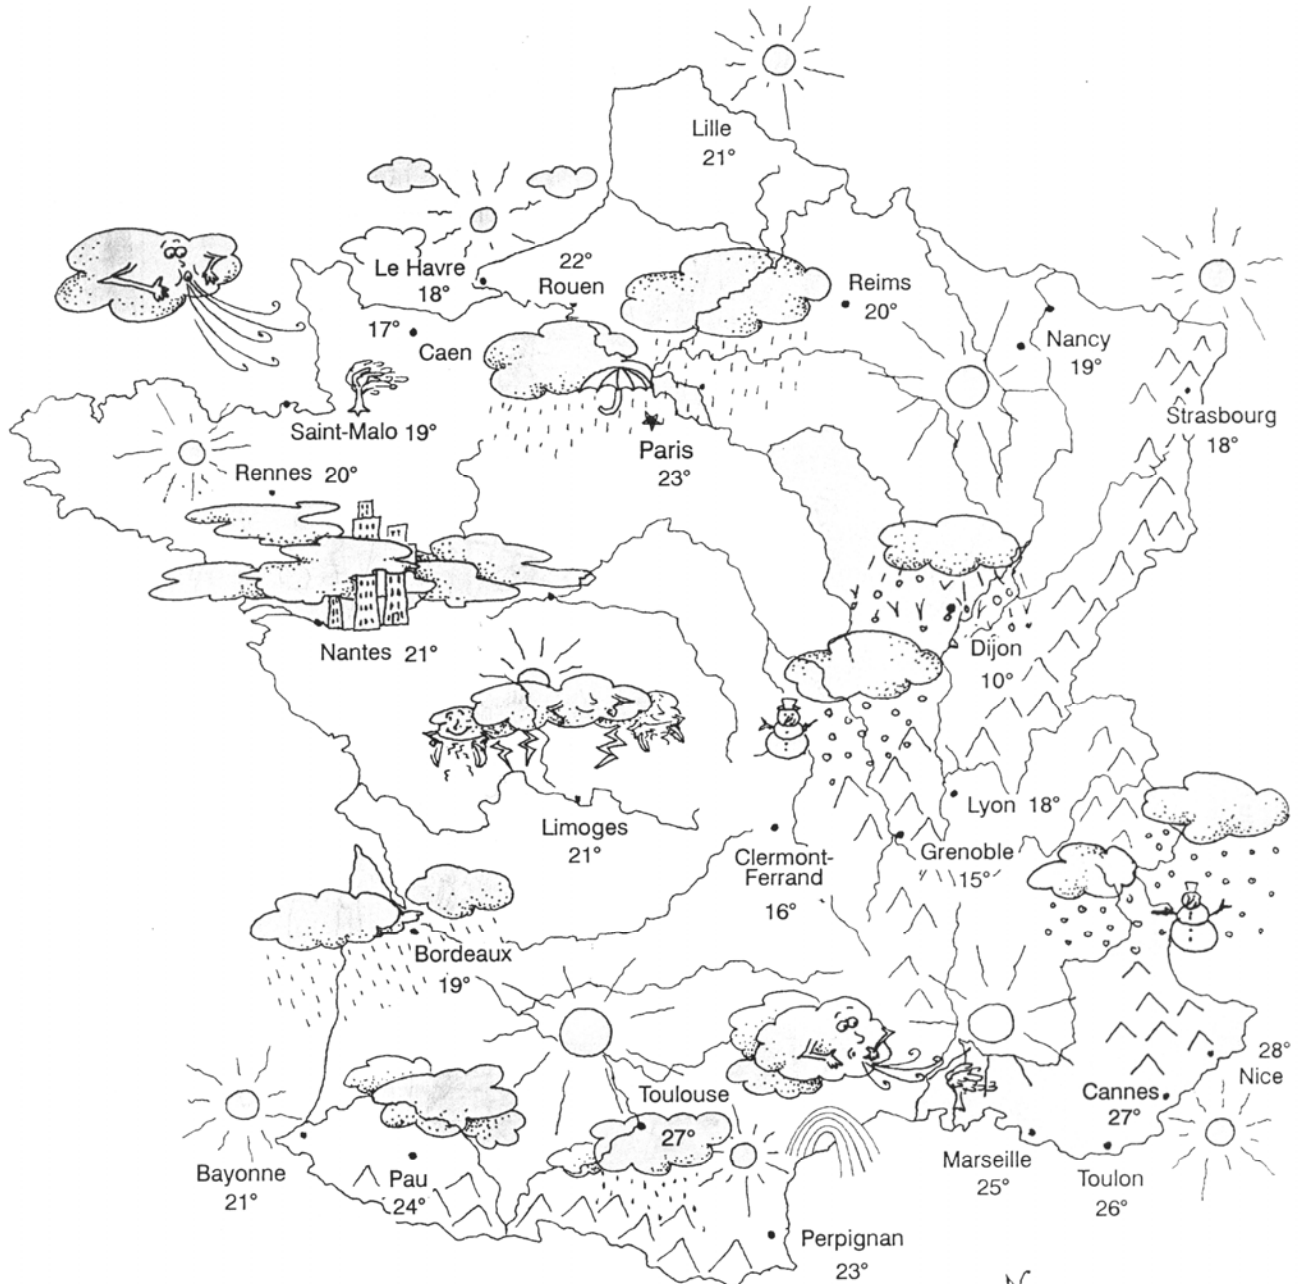 Lille
21°
Le Havre
18°
22°
Rouen
Reims
20°
17°
Caen
Nancy
19°
Saint-Malo 19°
Strasbourg
18°
Paris
23°
Rennes 20°
Nantes 21°
Dijon
10°
Lyon 18°
Limoges
21°
Clermont-
Ferrand
16°
Grenoble
15°
Bordeaux
19°
28°
Nice
Toulouse
27°
Cannes
27°
Bayonne
21°
Pau
24°
Marseille
25°
Toulon
26°
Perpignan
23°
N